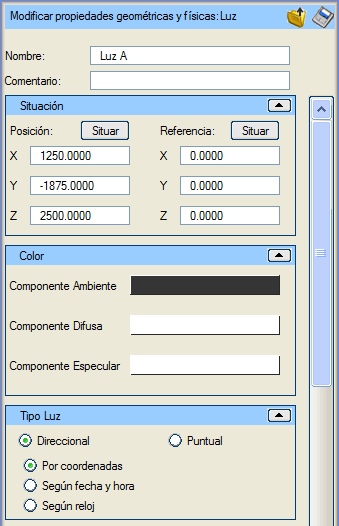 Modificar propiedades geométricas y físicas: Luz
Nombre: Luz A
Comentario:
Situación
Posición: Situar Referencia: Situar
X 1250.0000 X 0.0000
Y -1875.0000 Y 0.0000
Z 2500.0000 Z 0.0000
Color
Componente Ambiente
Componente Difusa
Componente Especular
Tipo Luz
Direccional Puntual
Por coordenadas
Según fecha y hora
Según reloj